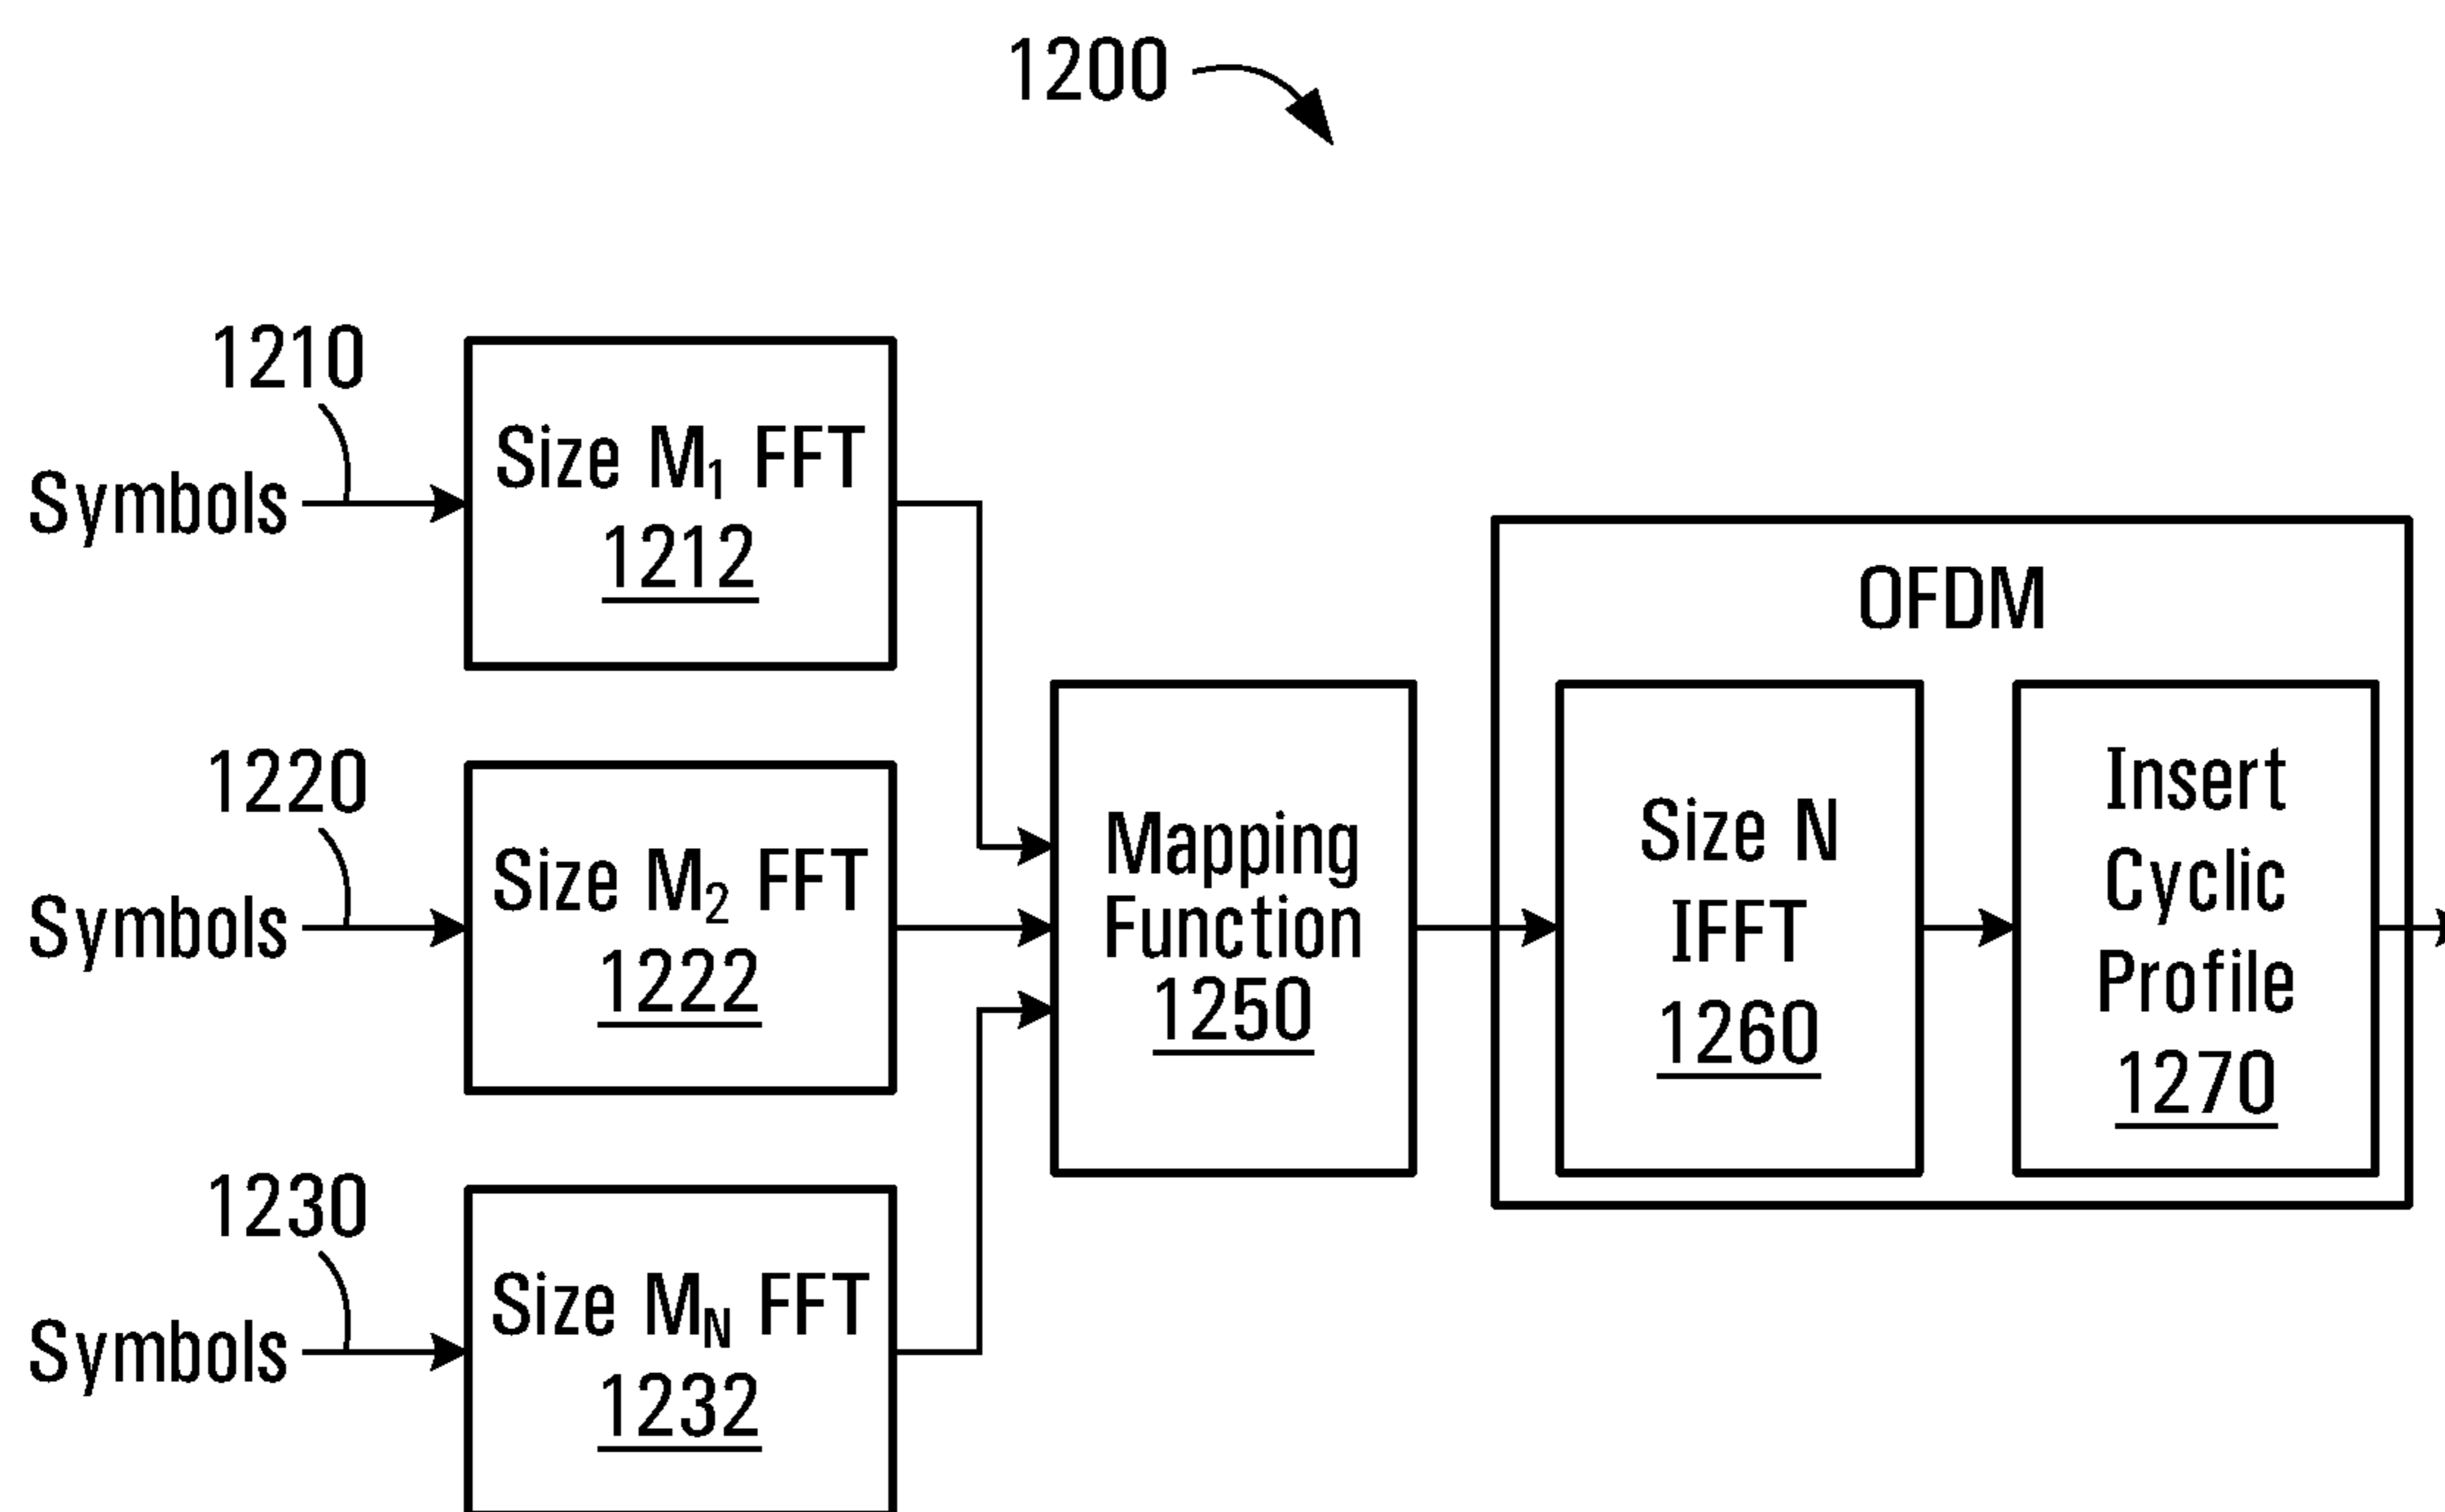 1200
1210
Symbols
Size M₁ FFT
1212
1220
Symbols
Size M₂ FFT
1222
1230
Symbols
Size M_N FFT
1232
Mapping
Function
1250
OFDM
Size N
IFFT
1260
Insert
Cyclic
Profile
1270